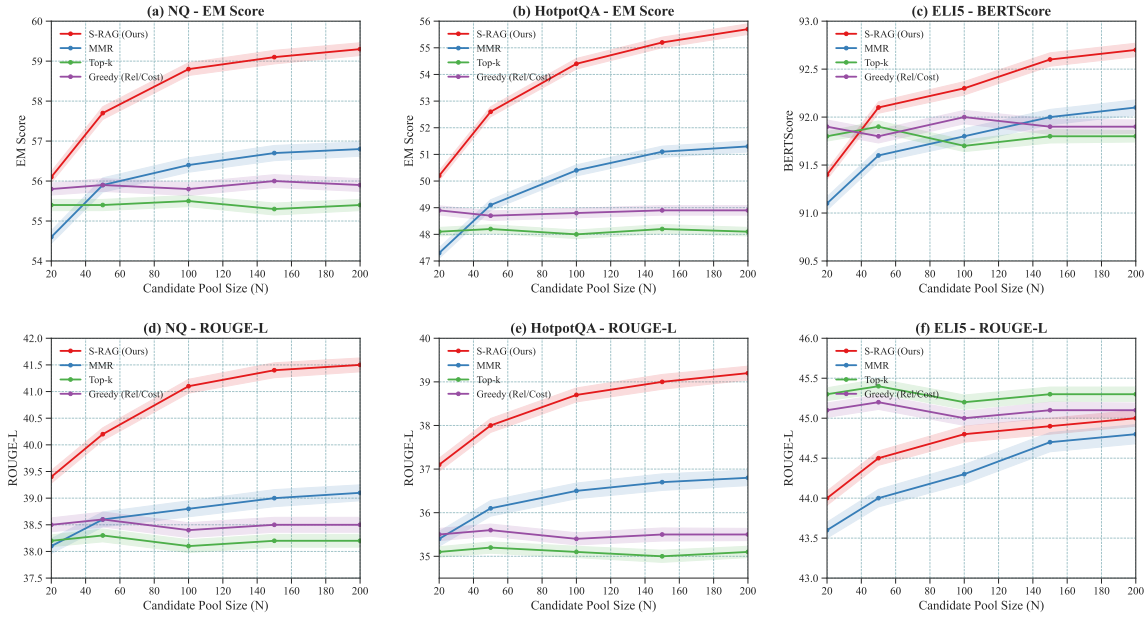 (a) NQ - EM Score
60
59
58
57
56
55
54
EM Score
S-RAG (Ours)
MMR
Top-k
Greedy (Rel/Cost)
20 40 60 80 100 120 140 160 180 200
Candidate Pool Size (N)
(b) HotpotQA - EM Score
56
55
54
53
52
51
50
49
48
47
EM Score
S-RAG (Ours)
MMR
Top-k
Greedy (Rel/Cost)
20 40 60 80 100 120 140 160 180 200
Candidate Pool Size (N)
(c) ELI5 - BERTScore
93.0
92.5
92.0
91.5
91.0
90.5
BERTScore
S-RAG (Ours)
MMR
Top-k
Greedy (Rel/Cost)
20 40 60 80 100 120 140 160 180 200
Candidate Pool Size (N)
(d) NQ - ROUGE-L
42.0
41.5
41.0
40.5
40.0
39.5
39.0
38.5
38.0
37.5
ROUGE-L
S-RAG (Ours)
MMR
Top-k
Greedy (Rel/Cost)
20 40 60 80 100 120 140 160 180 200
Candidate Pool Size (N)
(e) HotpotQA - ROUGE-L
40
39
38
37
36
35
ROUGE-L
S-RAG (Ours)
MMR
Top-k
Greedy (Rel/Cost)
20 40 60 80 100 120 140 160 180 200
Candidate Pool Size (N)
(f) ELI5 - ROUGE-L
46.0
45.5
45.0
44.5
44.0
43.5
43.0
ROUGE-L
S-RAG (Ours)
MMR
Top-k
Greedy (Rel/Cost)
20 40 60 80 100 120 140 160 180 200
Candidate Pool Size (N)